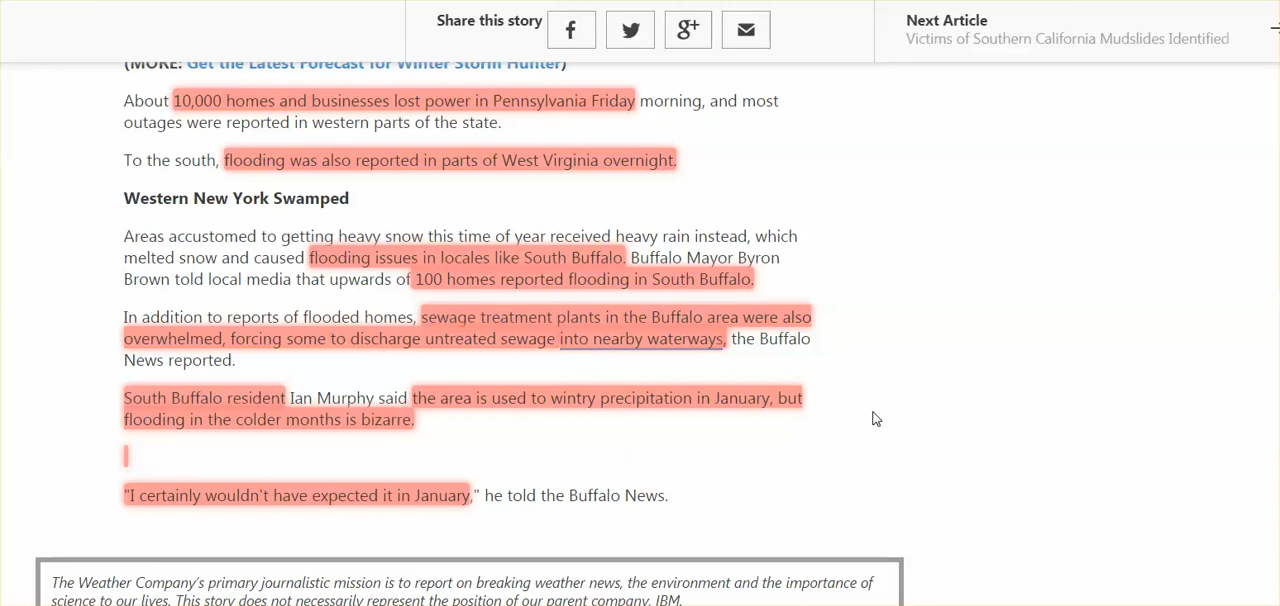 Share this story
f
g+
Next Article
Victims of Southern California Mudslides Identified
(MORE: Get the Latest Forecast for Winter Storm Hunter)
About 10,000 homes and businesses lost power in Pennsylvania Friday morning, and most
outages were reported in western parts of the state.
To the south, flooding was also reported in parts of West Virginia overnight.
Western New York Swamped
Areas accustomed to getting heavy snow this time of year received heavy rain instead, which
melted snow and caused flooding issues in locales like South Buffalo. Buffalo Mayor Byron
Brown told local media that upwards of 100 homes reported flooding in South Buffalo.
In addition to reports of flooded homes, sewage treatment plants in the Buffalo area were also
overwhelmed, forcing some to discharge untreated sewage into nearby waterways, the Buffalo
News reported.
South Buffalo resident Ian Murphy said the area is used to wintry precipitation in January, but
flooding in the colder months is bizarre.
"I certainly wouldn't have expected it in January," he told the Buffalo News.
The Weather Company's primary journalistic mission is to report on breaking weather news, the environment and the importance of
science to our lives. This story does not necessarily represent the position of our parent company, IBM.